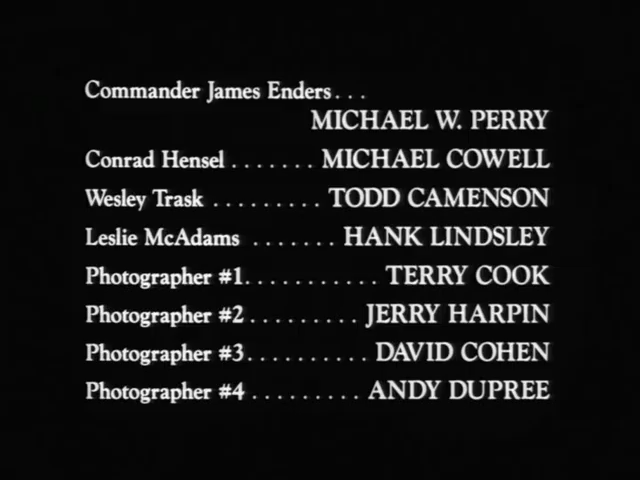 Commander James Enders . . .
MICHAEL W. PERRY
Conrad Hensel . . . . . . . MICHAEL COWELL
Wesley Trask . . . . . . . . . TODD CAMENSON
Leslie McAdams . . . . . . . HANK LINDSLEY
Photographer #1. . . . . . . . . . . TERRY COOK
Photographer #2 . . . . . . . . . JERRY HARPIN
Photographer #3 . . . . . . . . . . DAVID COHEN
Photographer #4 . . . . . . . . . ANDY DUPREE